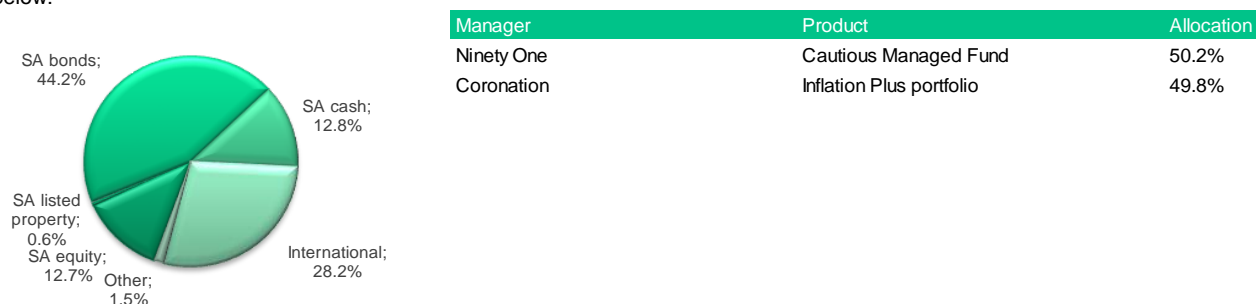 below.
Manager Product Allocation
Ninety One Cautious Managed Fund 50.2%
Coronation Inflation Plus portfolio 49.8%
SA bonds;
44.2%
SA cash;
12.8%
SA listed
property;
0.6%
SA equity;
12.7%
Other;
1.5%
International;
28.2%